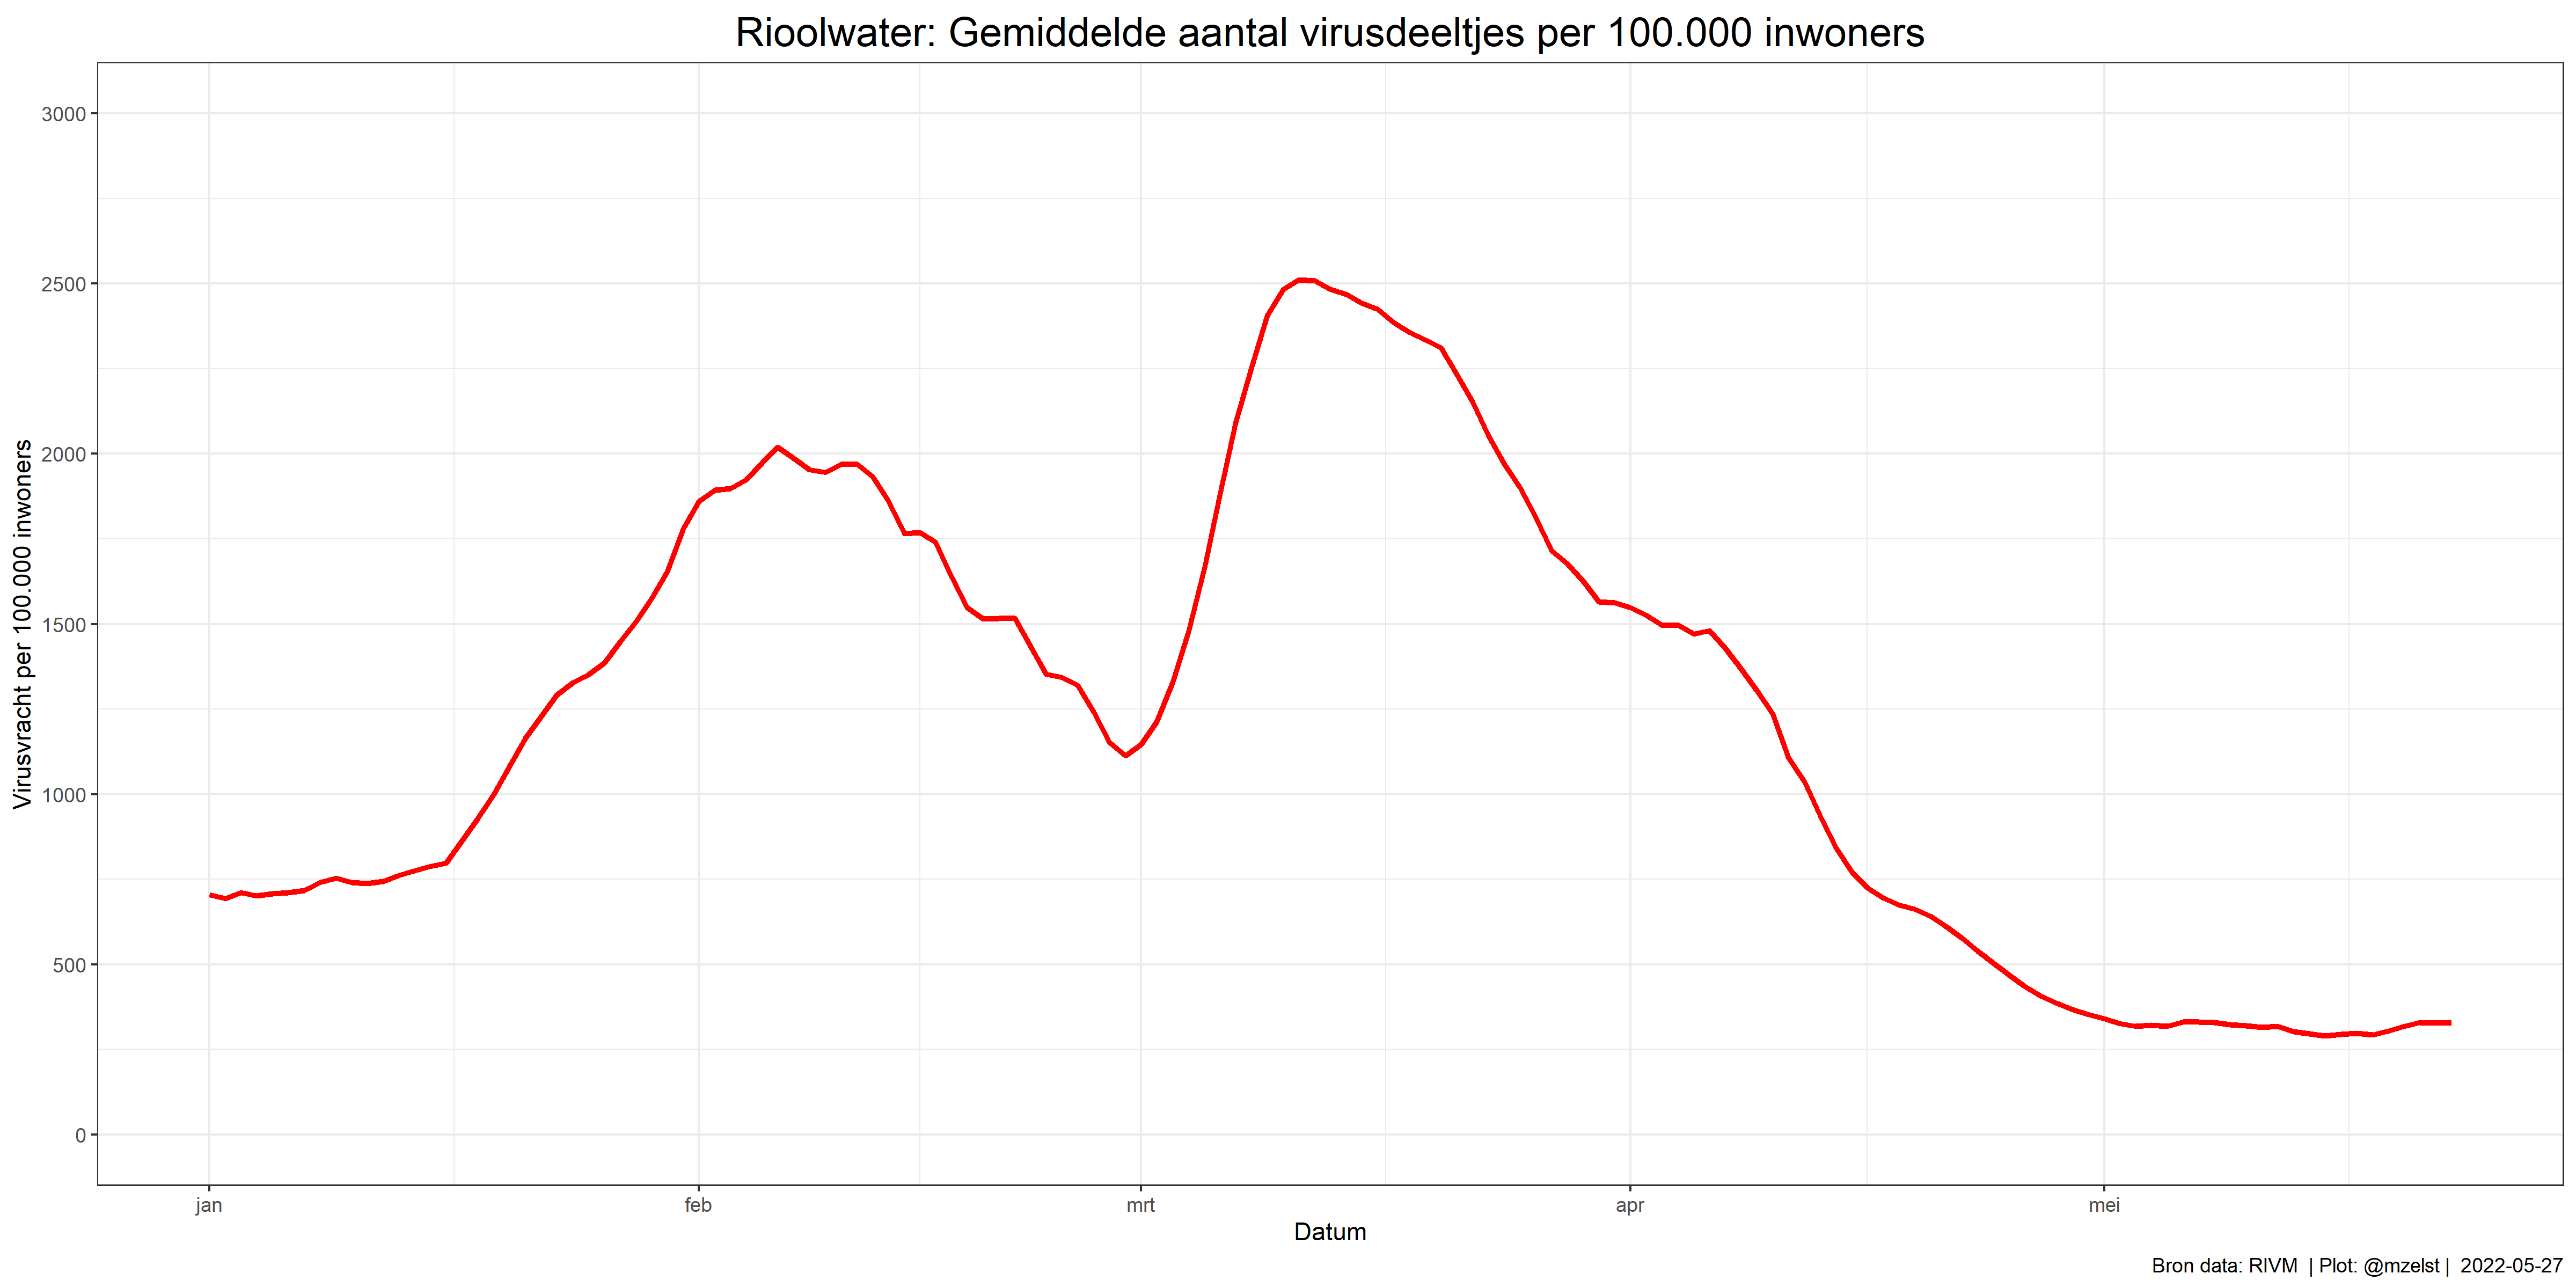 Rioolwater: Gemiddelde aantal virusdeeltjes per 100.000 inwoners
Virusvracht per 100.000 inwoners
3000
2500
2000
1500
1000
500
0
jan feb mrt apr mei
Datum
Bron data: RIVM | Plot: @mzelst | 2022-05-27